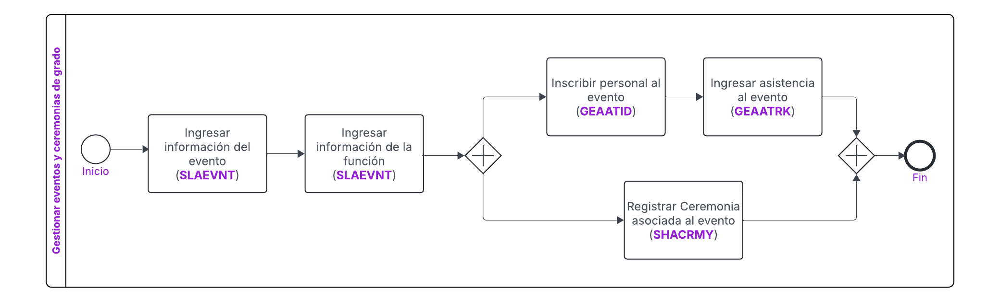 Gestionar eventos y ceremonias de grado
Inicio
Ingresar
información del
evento
(SLAEVNT)
Ingresar
información de la
función
(SLAEVNT)
Inscribir personal al
evento
(GEAATID)
Ingresar asistencia
al evento
(GEAATRK)
Registrar Ceremonia
asociada al evento
(SHACRMY)
Fin